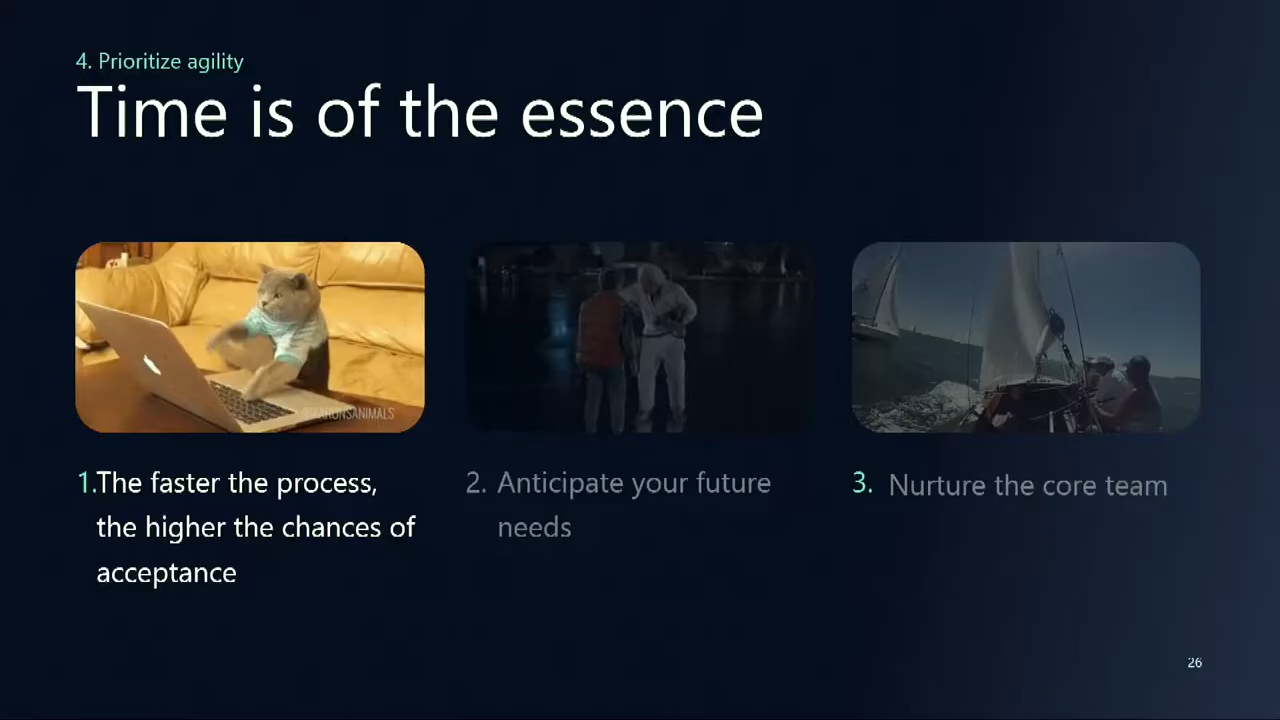 4. Prioritize agility
Time is of the essence
@AARONSANIMALS
1.The faster the process,
the higher the chances of
acceptance
2. Anticipate your future
needs
3. Nurture the core team
26